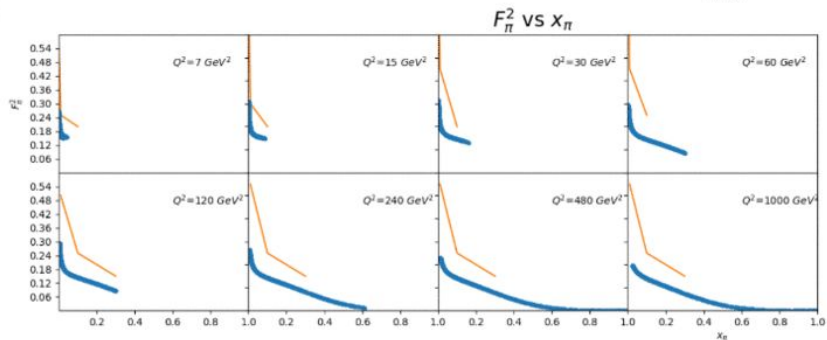 F²_π vs x_π
Q²=7 GeV²
Q²=15 GeV²
Q²=30 GeV²
Q²=60 GeV²
0.54
0.48
0.42
0.36
0.30
0.24
0.18
0.12
0.06
F²_π
Q²=120 GeV²
Q²=240 GeV²
Q²=480 GeV²
Q²=1000 GeV²
0.54
0.48
0.42
0.36
0.30
0.24
0.18
0.12
0.06
0.2 0.4 0.6 0.8 1.0 0.2 0.4 0.6 0.8 1.0 0.2 0.4 0.6 0.8 1.0 0.2 0.4 0.6 0.8 1.0
x_π